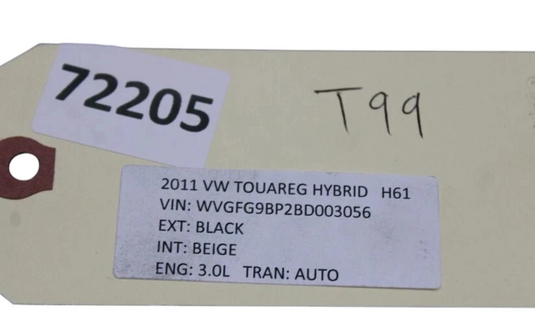 72205
T99
2011 VW TOUAREG HYBRID H61
VIN: WVGFG9BP2BD003056
EXT: BLACK
INT: BEIGE
ENG: 3.0L TRAN: AUTO